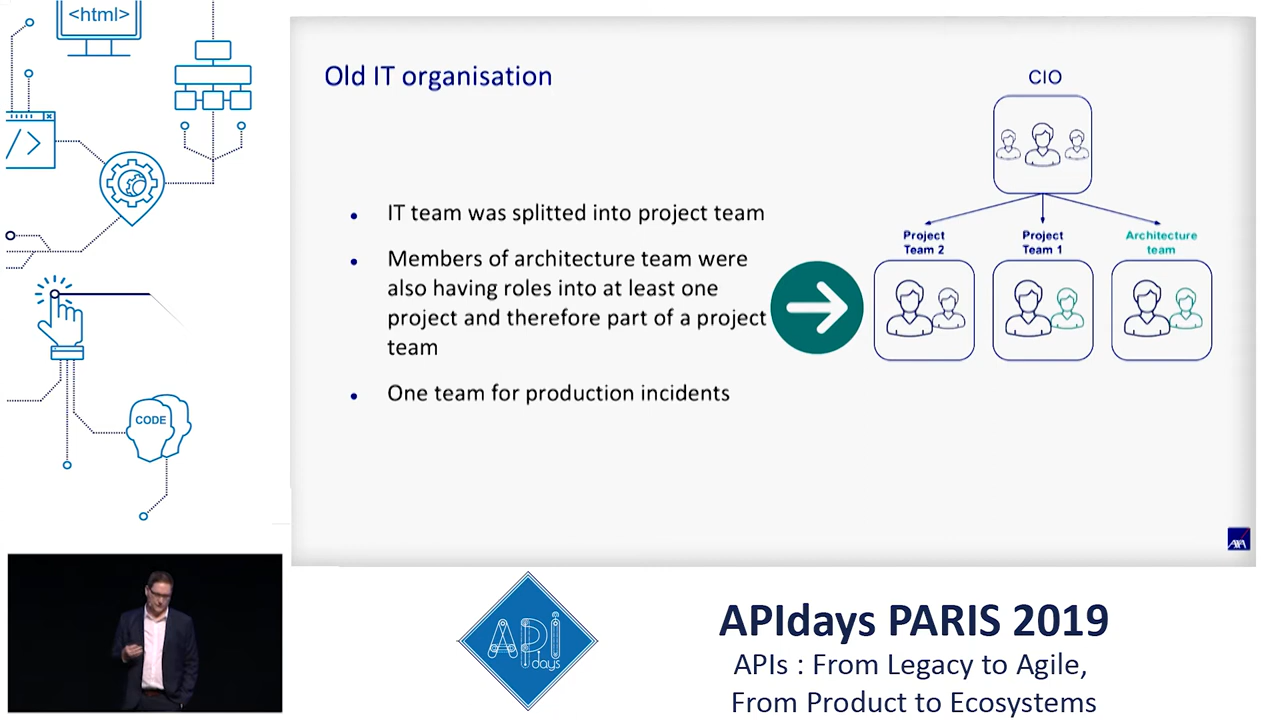 <html>
</>
CODE
Old IT organisation
IT team was splitted into project team
Members of architecture team were
also having roles into at least one
project and therefore part of a project
team
One team for production incidents
CIO
Project
Team 2
Project
Team 1
Architecture
team
AXA
API
days
APIdays PARIS 2019
APIs : From Legacy to Agile,
From Product to Ecosystems